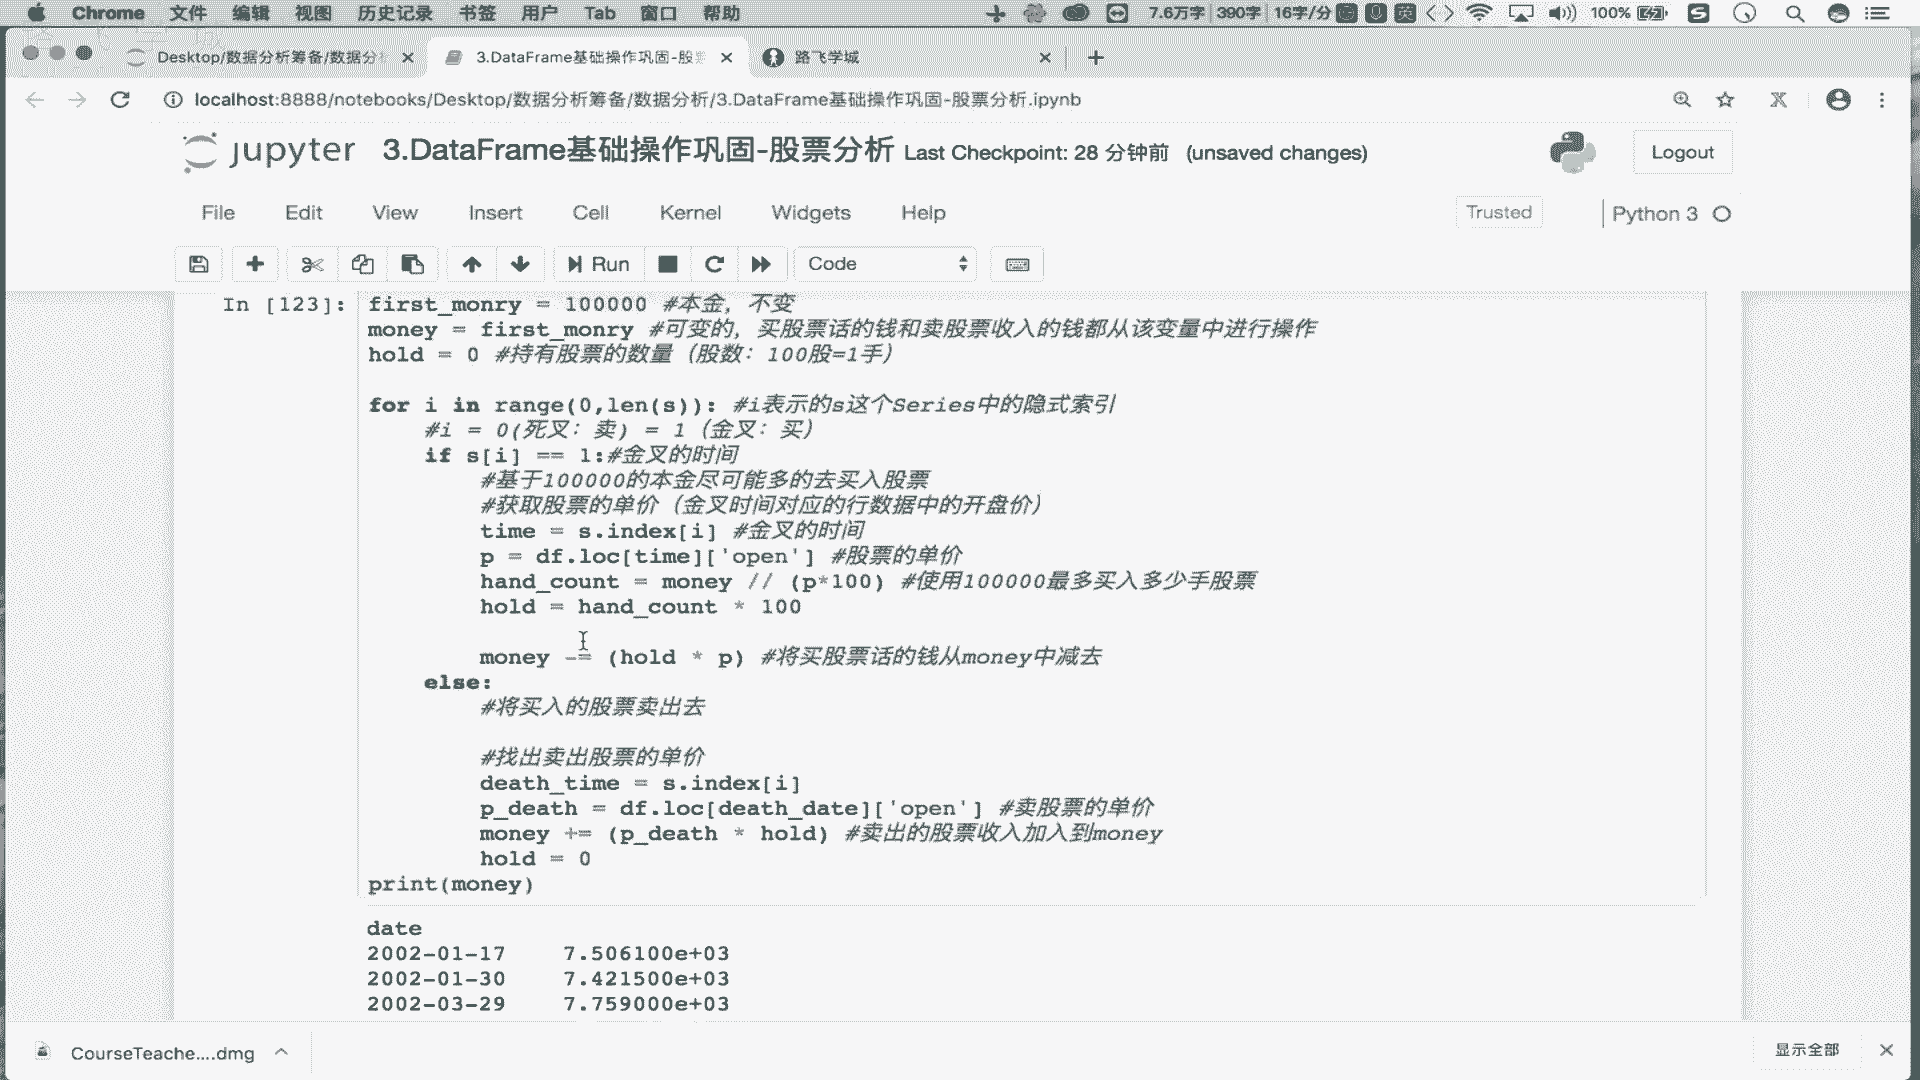 Chrome 文件 编辑 视图 历史记录 书签 用户 Tab 窗口 帮助 7.6万字 390字 16字/分 英 100%
Desktop/数据分析筹备/数据分 3.DataFrame基础操作巩固-股 路飞学城
localhost:8888/notebooks/Desktop/数据分析筹备/数据分析/3.DataFrame基础操作巩固-股票分析.ipynb
jupyter 3.DataFrame基础操作巩固-股票分析 Last Checkpoint: 28 分钟前 (unsaved changes) Logout
File Edit View Insert Cell Kernel Widgets Help Trusted Python 3
Run Code
In [123]: first_monry = 100000 #本金，不变
money = first_monry #可变的，买股票话的钱和卖股票收入的钱都从该变量中进行操作
hold = 0 #持有股票的数量（股数：100股=1手）
for i in range(0,len(s)): #i表示的s这个Series中的隐式索引
#i = 0(死叉：卖) = 1（金叉：买）
if s[i] == 1:#金叉的时间
#基于100000的本金尽可能多的去买入股票
#获取股票的单价（金叉时间对应的行数据中的开盘价）
time = s.index[i] #金叉的时间
p = df.loc[time]['open'] #股票的单价
hand_count = money // (p*100) #使用100000最多买入多少手股票
hold = hand_count * 100
money -= (hold * p) #将买股票话的钱从money中减去
else:
#将买入的股票卖出去
#找出卖出股票的单价
death_time = s.index[i]
p_death = df.loc[death_date]['open'] #卖股票的单价
money += (p_death * hold) #卖出的股票收入加入到money
hold = 0
print(money)
date
2002-01-17 7.506100e+03
2002-01-30 7.421500e+03
2002-03-29 7.759000e+03
CourseTeache....dmg 显示全部